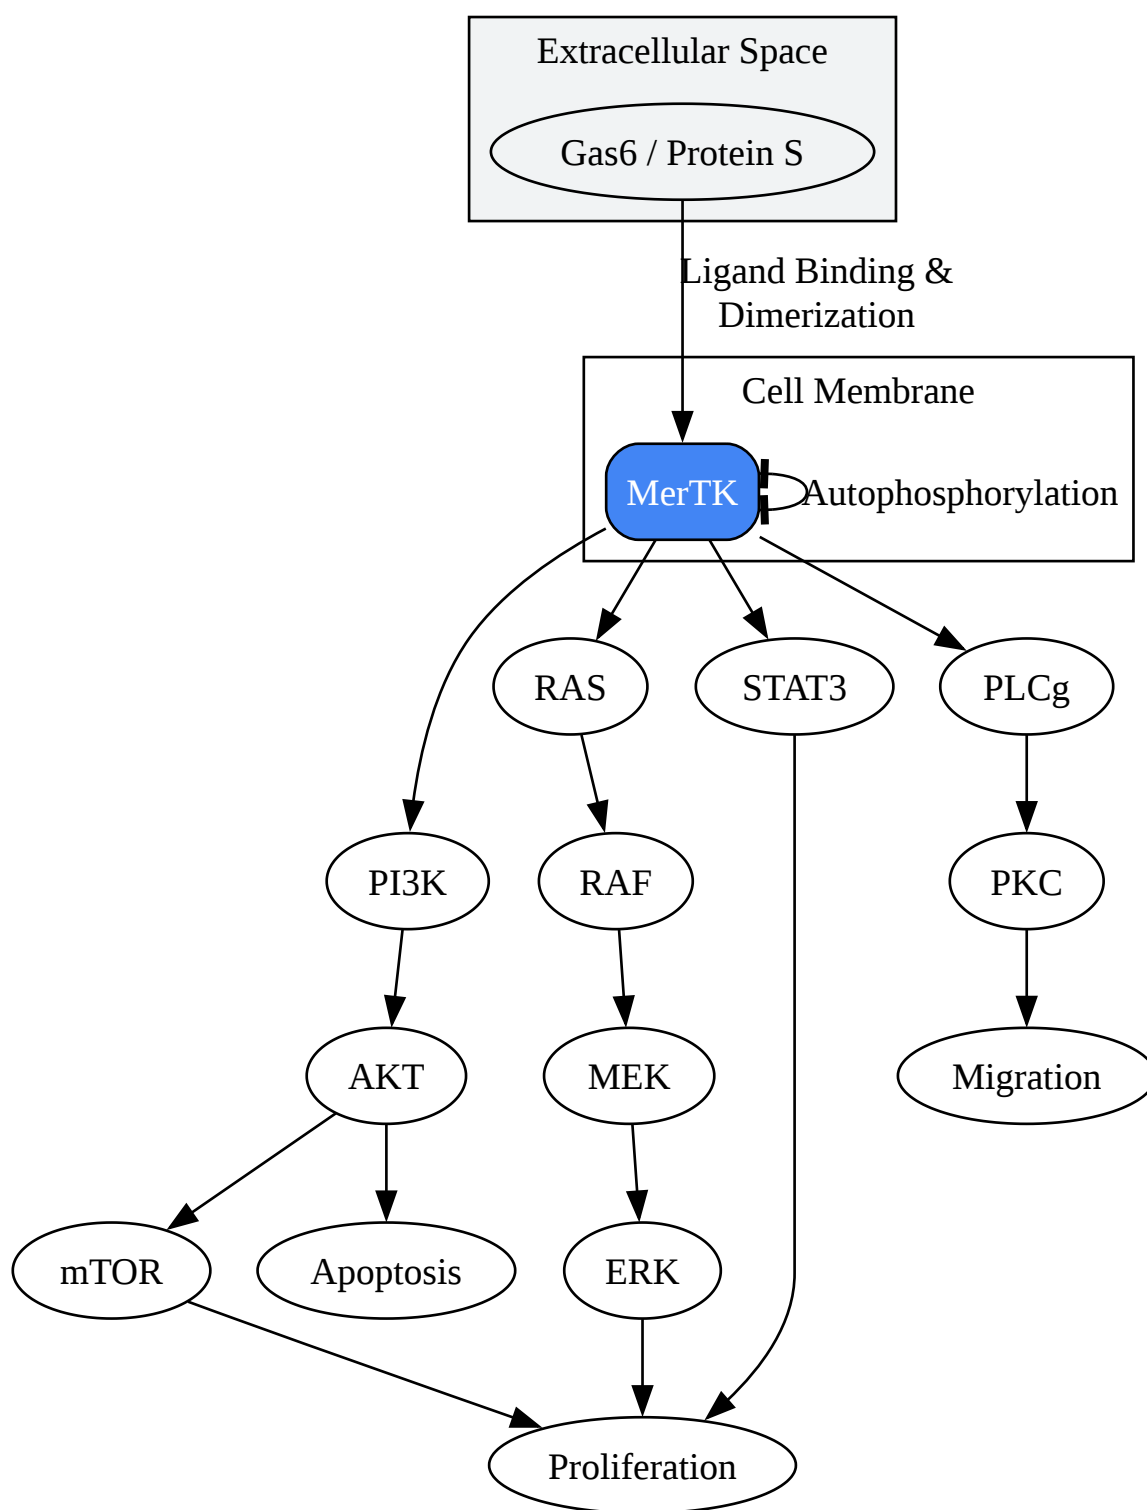 Extracellular Space
Gas6 / Protein S
Ligand Binding &
Dimerization
Cell Membrane
MerTK
Autophosphorylation
RAS
STAT3
PLCg
PI3K
RAF
PKC
AKT
MEK
Migration
mTOR
Apoptosis
ERK
Proliferation